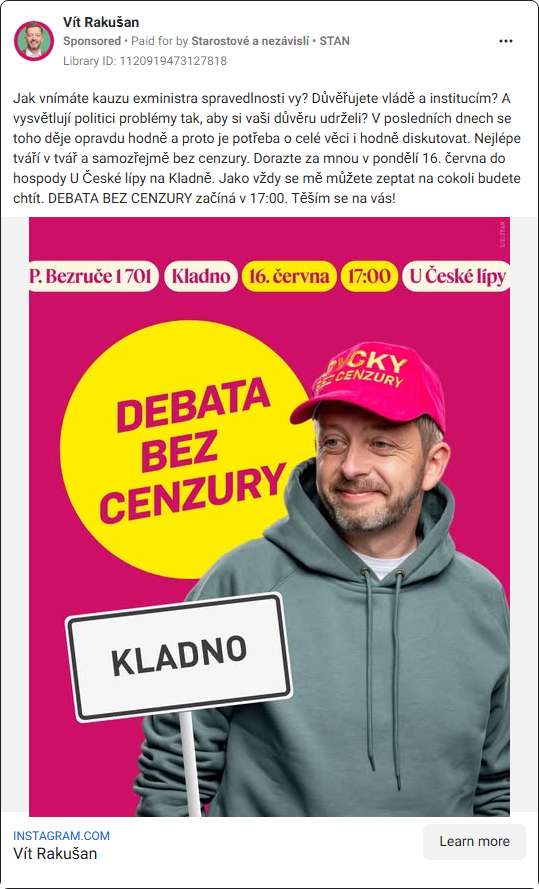 Vít Rakušan
Sponsored • Paid for by Starostové a nezávislí • STAN
Library ID: 1120919473127818
Jak vnímáte kauzu exministra spravedlnosti vy? Důvěřujete vládě a institucím? A
vysvětlují politici problémy tak, aby si vaši důvěru udrželi? V posledních dnech se
toho děje opravdu hodně a proto je potřeba o celé věci i hodně diskutovat. Nejlépe
tváří v tvář a samozřejmě bez cenzury. Dorazte za mnou v pondělí 16. června do
hospody U České lípy na Kladně. Jako vždy se mě můžete zeptat na cokoli budete
chtít. DEBATA BEZ CENZURY začíná v 17:00. Těším se na vás!
P. Bezruče 1 701 Kladno 16. června 17:00 U České lípy
CKY
BEZ CENZURY
DEBATA
BEZ
CENZURY
KLADNO
INSTAGRAM.COM
Vít Rakušan
Learn more